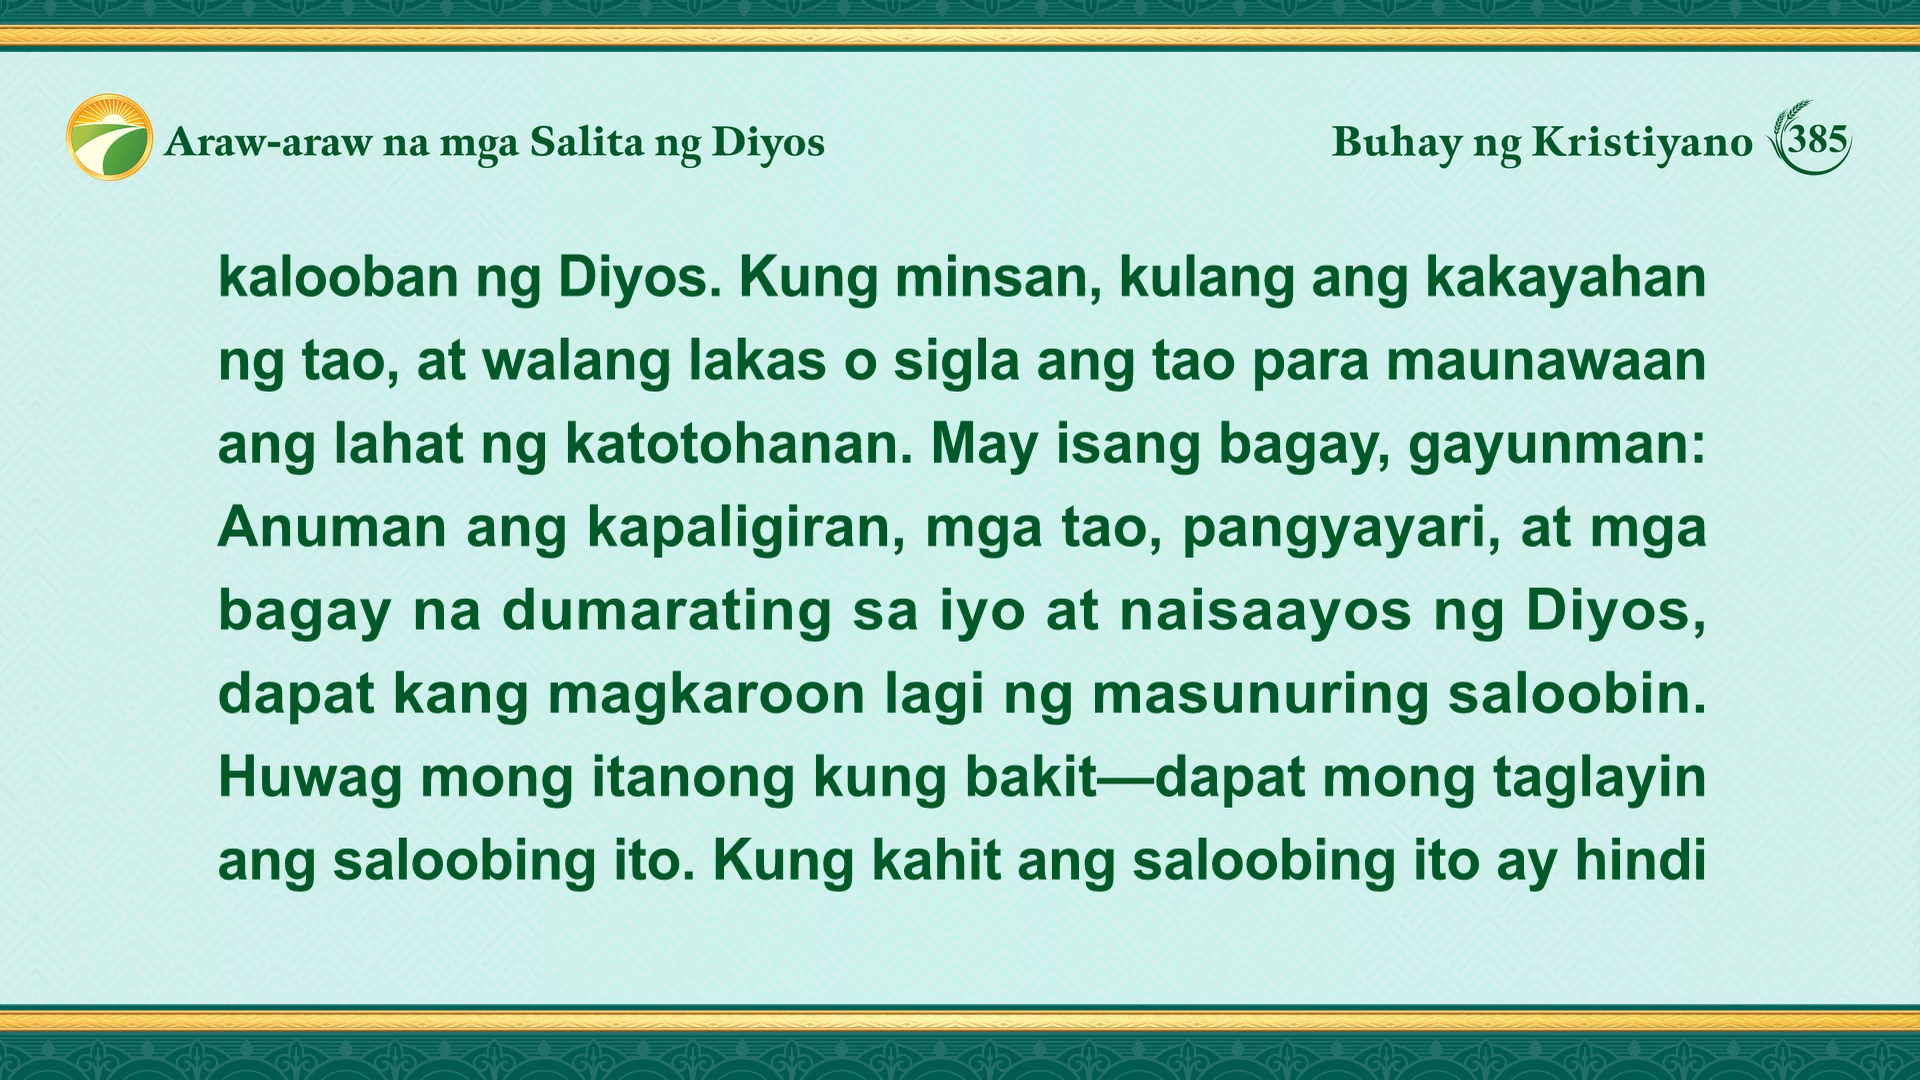 Araw-araw na mga Salita ng Diyos
Buhay ng Kristiyano 385
kalooban ng Diyos. Kung minsan, kulang ang kakayahan
ng tao, at walang lakas o sigla ang tao para maunawaan
ang lahat ng katotohanan. May isang bagay, gayunman:
Anuman ang kapaligiran, mga tao, pangyayari, at mga
bagay na dumarating sa iyo at naisaayos ng Diyos,
dapat kang magkaroon lagi ng masunuring saloobin.
Huwag mong itanong kung bakit—dapat mong taglayin
ang saloobing ito. Kung kahit ang saloobing ito ay hindi